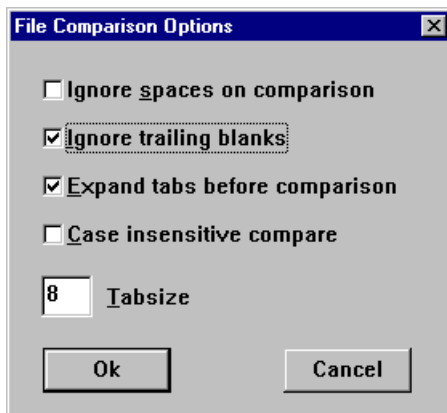 File Comparison Options
Ignore spaces on comparison
Ignore trailing blanks
Expand tabs before comparison
Case insensitive compare
8 Tabsize
Ok Cancel